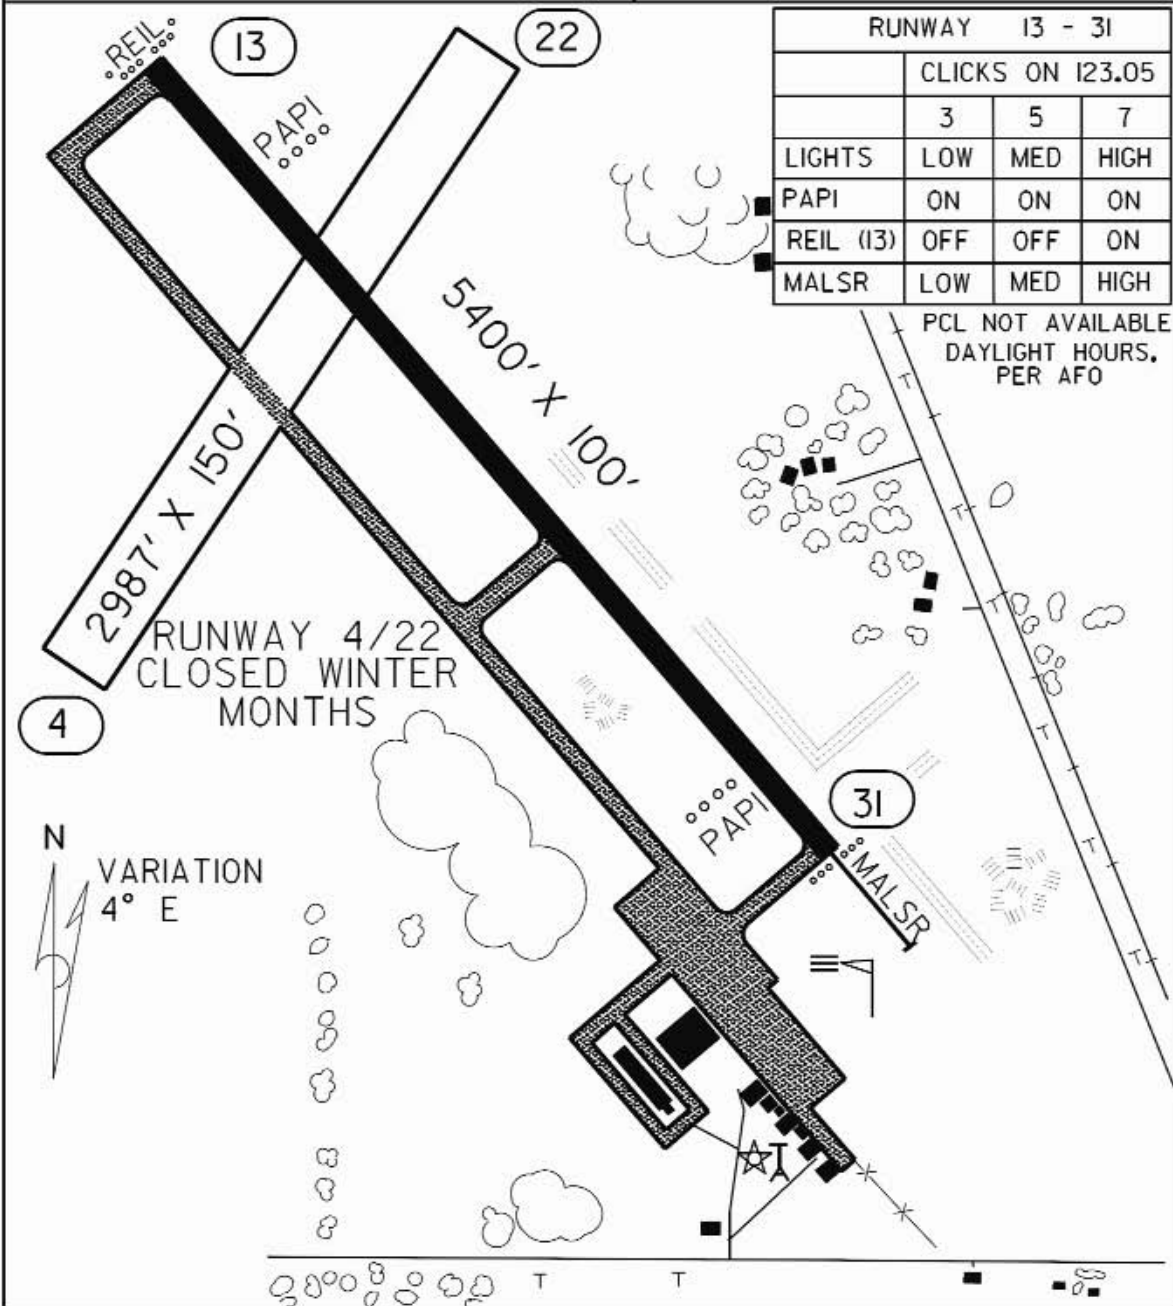 REIL
13
22
PAPI
RUNWAY 13 - 31
CLICKS ON 123.05
3 5 7
LIGHTS LOW MED HIGH
PAPI ON ON ON
REIL (13) OFF OFF ON
MALSR LOW MED HIGH
PCL NOT AVAILABLE
DAYLIGHT HOURS.
PER AFO
5400' X 100'
2987' X 150'
RUNWAY 4/22
CLOSED WINTER
MONTHS
4
PAPI
31
MALSR
N
VARIATION
4° E